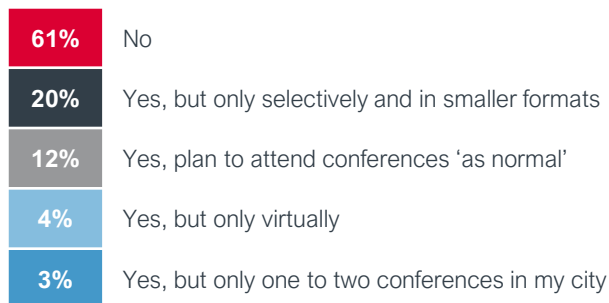 61% No
20% Yes, but only selectively and in smaller formats
12% Yes, plan to attend conferences ‘as normal’
4% Yes, but only virtually
3% Yes, but only one to two conferences in my city